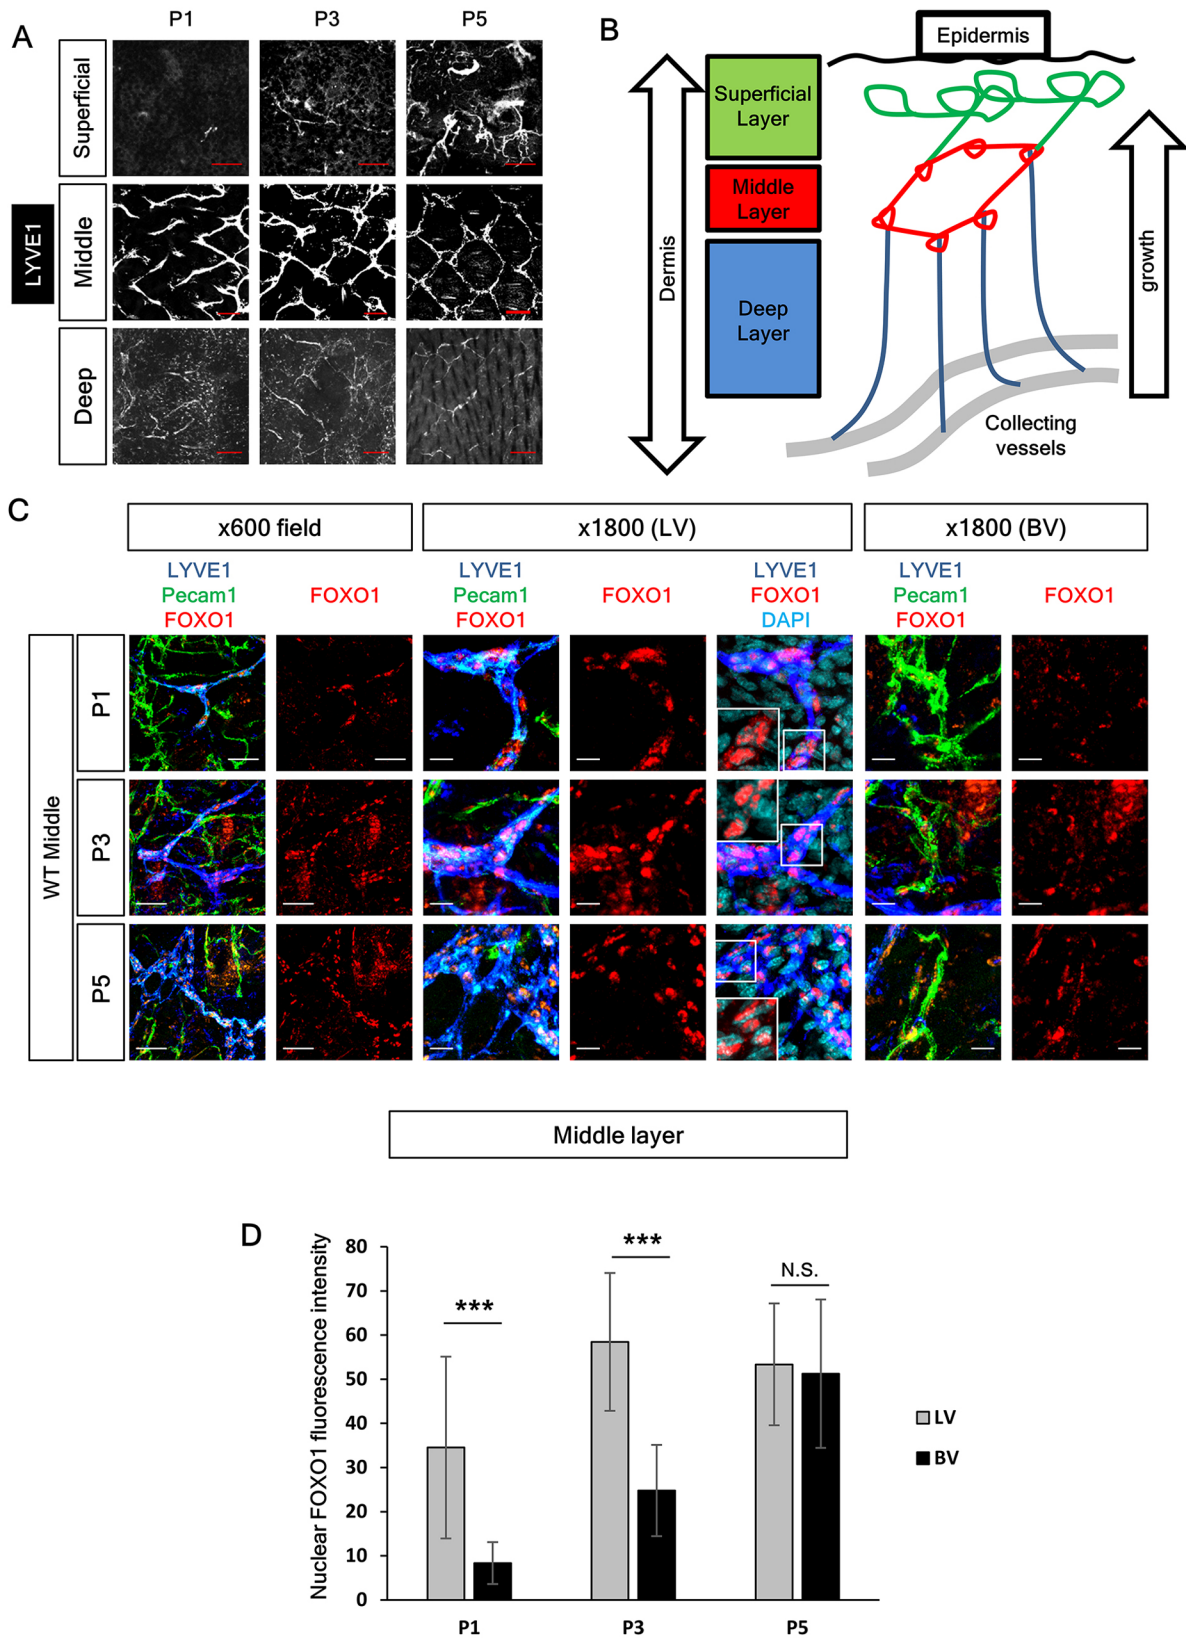 A
P1
P3
P5
LYVE1
Superficial
Middle
Deep
B
Epidermis
Dermis
Superficial
Layer
Middle
Layer
Deep
Layer
growth
Collecting
vessels
C
x600 field
x1800 (LV)
x1800 (BV)
LYVE1
Pecam1
FOXO1
FOXO1
LYVE1
Pecam1
FOXO1
FOXO1
LYVE1
FOXO1
DAPI
LYVE1
Pecam1
FOXO1
FOXO1
WT Middle
P1
P3
P5
Middle layer
D
Nuclear FOXO1 fluorescence intensity
80
70
60
50
40
30
20
10
0
***
***
N.S.
P1
P3
P5
LV
BV